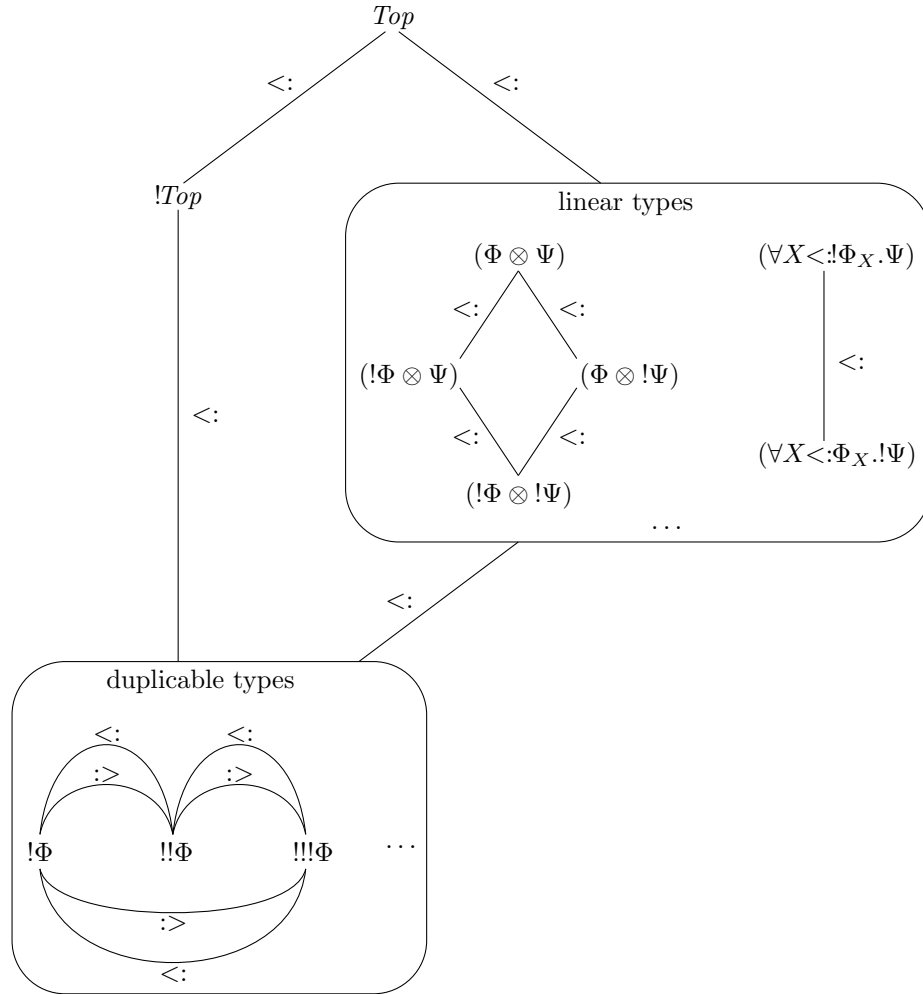 Top
<: <:
!Top
linear types
(Φ ⊗ Ψ) (∀X<:!Φ_X.Ψ)
<: <:
(!Φ ⊗ Ψ) (Φ ⊗ !Ψ) <:
<:
<: <:
(∀X<:Φ_X.!Ψ)
(!Φ ⊗ !Ψ)
...
<:
duplicable types
<: <:
:> :>
!Φ !!Φ !!!Φ ...
:>
<: